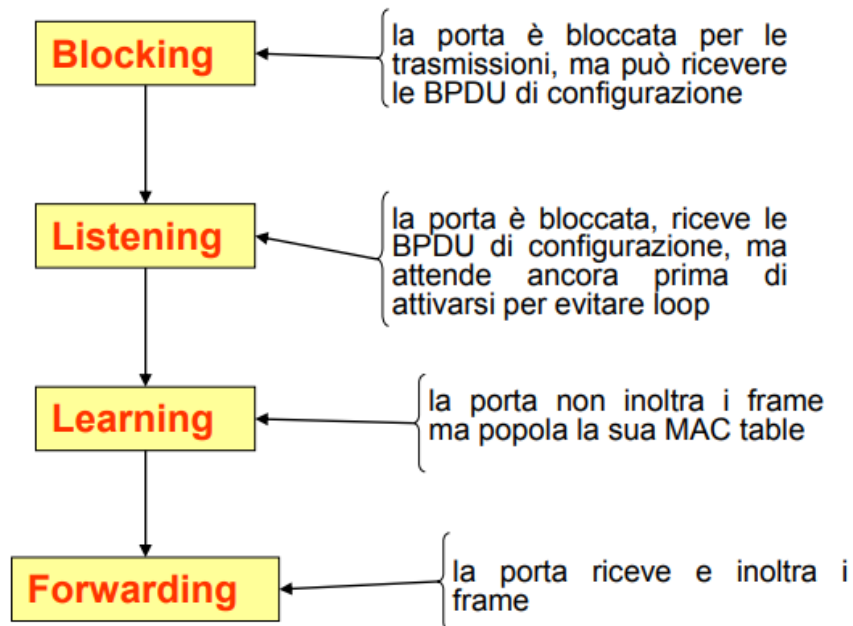 Blocking
la porta è bloccata per le
trasmissioni, ma può ricevere
le BPDU di configurazione
Listening
la porta è bloccata, riceve le
BPDU di configurazione, ma
attende ancora prima di
attivarsi per evitare loop
Learning
la porta non inoltra i frame
ma popola la sua MAC table
Forwarding
la porta riceve e inoltra i
frame